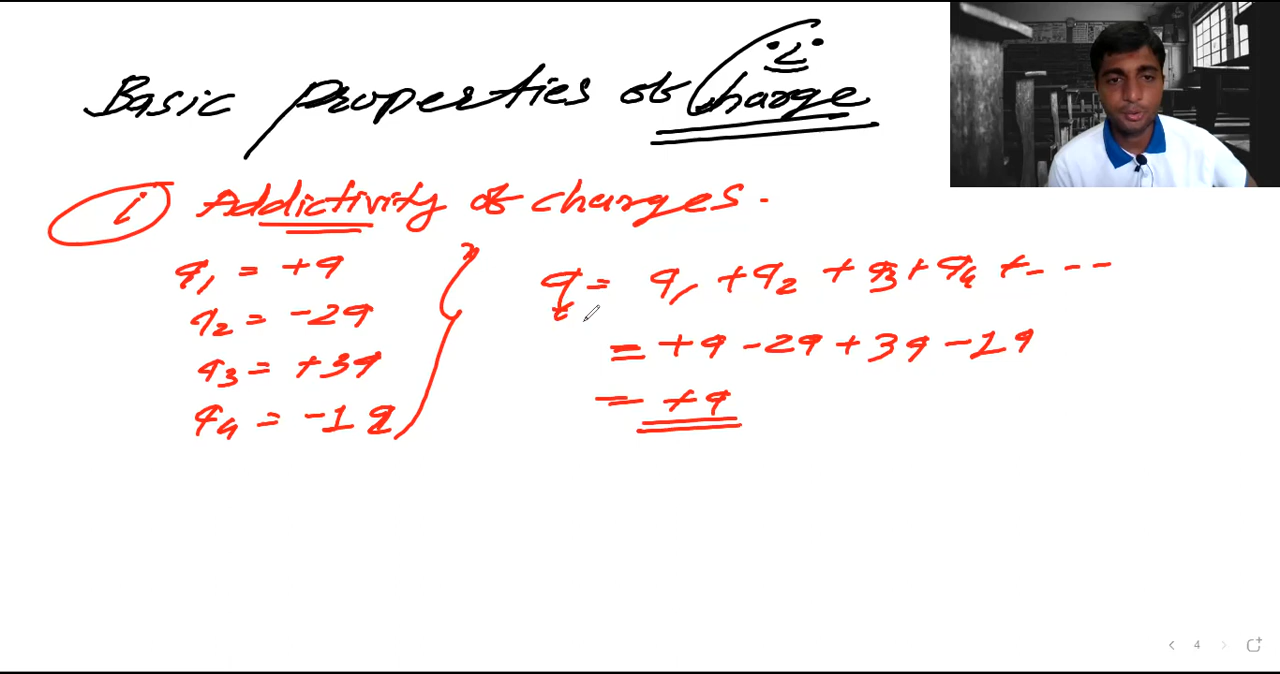 Basic Properties of Charge
i Addictivity of charges.
q1 = +q
q2 = -2q
q3 = +3q
q4 = -1q
qt = q1 + q2 + q3 + q4 + - - -
= +q -2q + 3q -1q
= +q
4